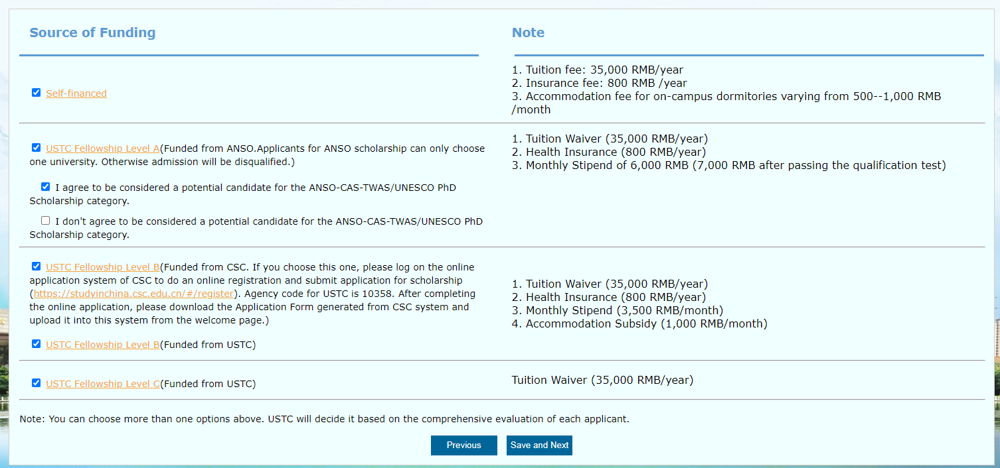 Source of Funding
Note
Self-financed
1. Tuition fee: 35,000 RMB/year
2. Insurance fee: 800 RMB /year
3. Accommodation fee for on-campus dormitories varying from 500--1,000 RMB
/month
USTC Fellowship Level A(Funded from ANSO.Applicants for ANSO scholarship can only choose
one university. Otherwise admission will be disqualified.)
I agree to be considered a potential candidate for the ANSO-CAS-TWAS/UNESCO PhD
Scholarship category.
I don't agree to be considered a potential candidate for the ANSO-CAS-TWAS/UNESCO PhD
Scholarship category.
1. Tuition Waiver (35,000 RMB/year)
2. Health Insurance (800 RMB/year)
3. Monthly Stipend of 6,000 RMB (7,000 RMB after passing the qualification test)
USTC Fellowship Level B(Funded from CSC. If you choose this one, please log on the online
application system of CSC to do an online registration and submit application for scholarship
(https://studyinchina.csc.edu.cn/#/register). Agency code for USTC is 10358. After completing
the online application, please download the Application Form generated from CSC system and
upload it into this system from the welcome page.)
USTC Fellowship Level B(Funded from USTC)
1. Tuition Waiver (35,000 RMB/year)
2. Health Insurance (800 RMB/year)
3. Monthly Stipend (3,500 RMB/month)
4. Accommodation Subsidy (1,000 RMB/month)
USTC Fellowship Level C(Funded from USTC)
Tuition Waiver (35,000 RMB/year)
Note: You can choose more than one options above. USTC will decide it based on the comprehensive evaluation of each applicant.
Previous
Save and Next